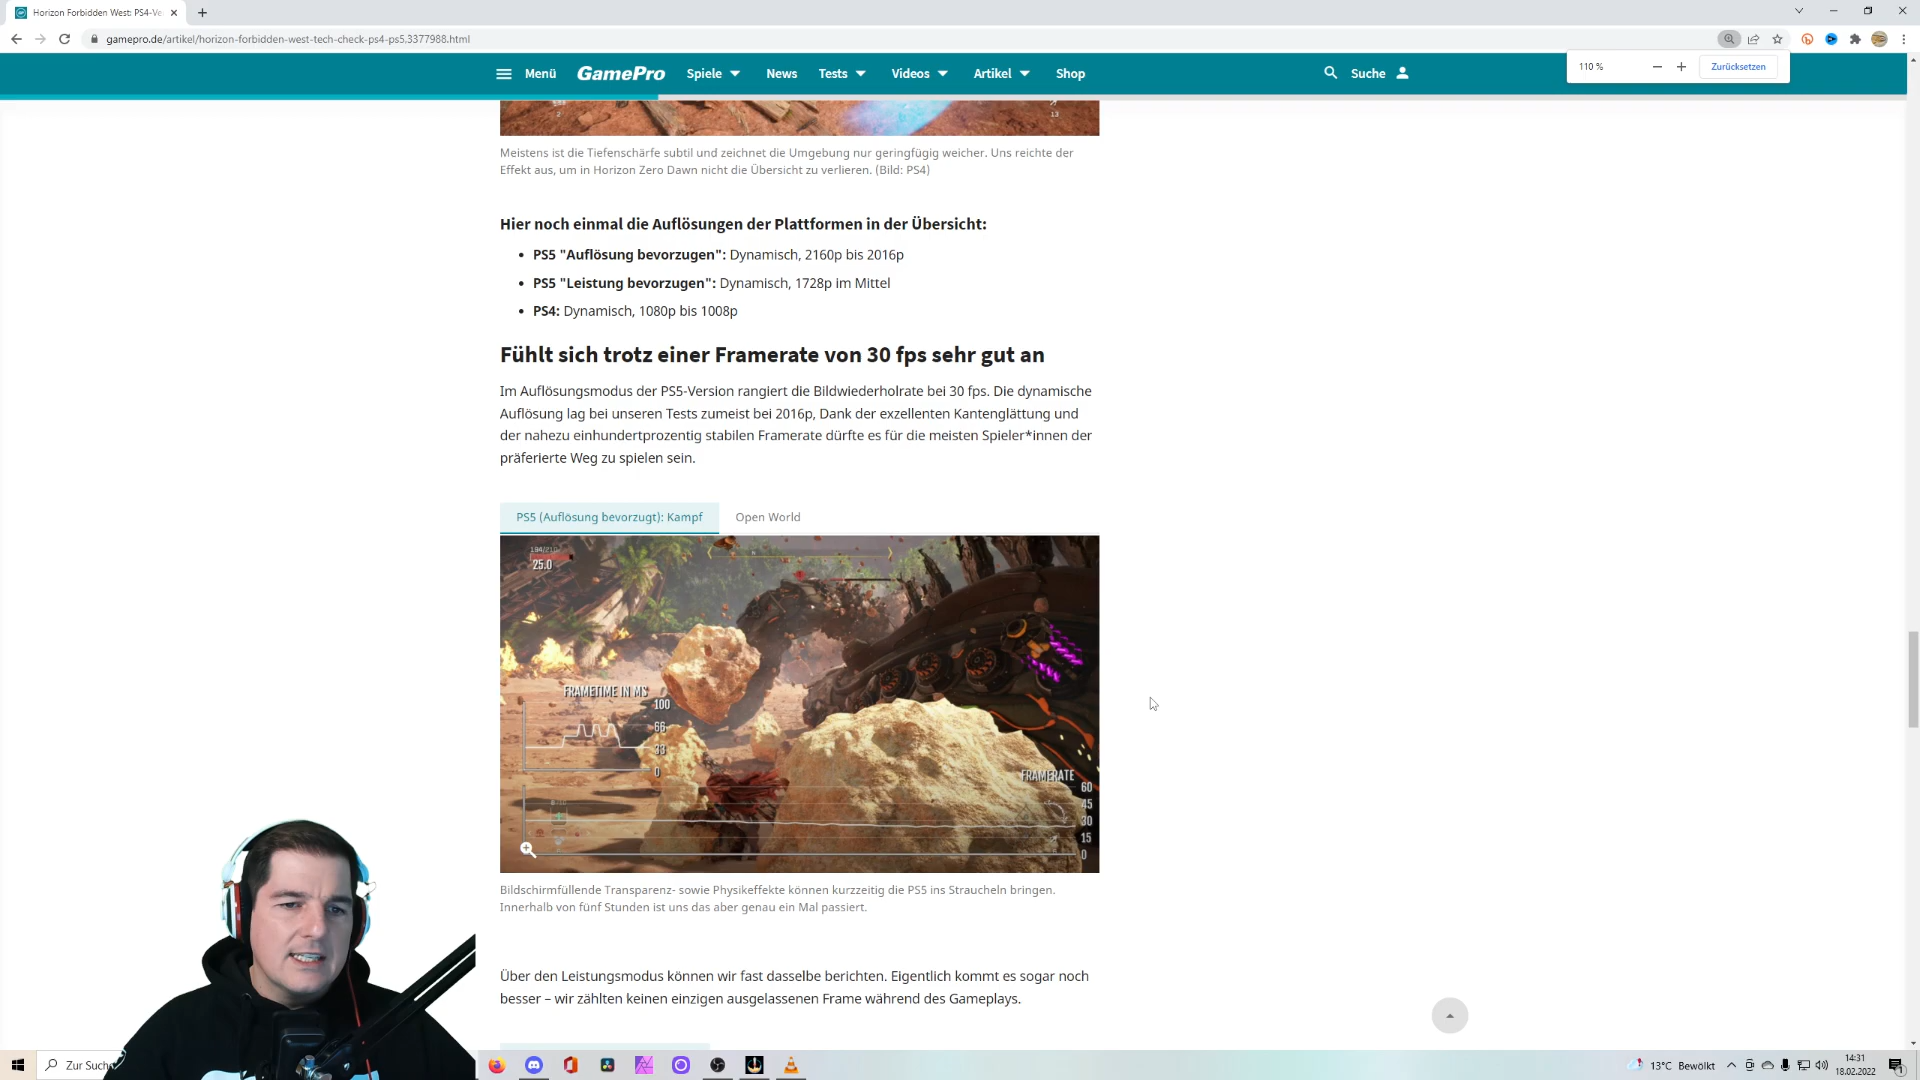 Horizon Forbidden West: PS4-Ve
gamepro.de/artikel/horizon-forbidden-west-tech-check-ps4-ps5,3377988.html
110 %
Zurücksetzen
Menü
GamePro
Spiele
News
Tests
Videos
Artikel
Shop
Suche
2
13
Meistens ist die Tiefenschärfe subtil und zeichnet die Umgebung nur geringfügig weicher. Uns reichte der
Effekt aus, um in Horizon Zero Dawn nicht die Übersicht zu verlieren. (Bild: PS4)
Hier noch einmal die Auflösungen der Plattformen in der Übersicht:
• PS5 "Auflösung bevorzugen": Dynamisch, 2160p bis 2016p
• PS5 "Leistung bevorzugen": Dynamisch, 1728p im Mittel
• PS4: Dynamisch, 1080p bis 1008p
Fühlt sich trotz einer Framerate von 30 fps sehr gut an
Im Auflösungsmodus der PS5-Version rangiert die Bildwiederholrate bei 30 fps. Die dynamische
Auflösung lag bei unseren Tests zumeist bei 2016p, Dank der exzellenten Kantenglättung und
der nahezu einhundertprozentig stabilen Framerate dürfte es für die meisten Spieler*innen der
präferierte Weg zu spielen sein.
PS5 (Auflösung bevorzugt): Kampf
Open World
194/210
25.0
FRAMETIME IN MS
100
66
33
0
FRAMERATE
60
45
30
15
0
Bildschirmfüllende Transparenz- sowie Physikeffekte können kurzzeitig die PS5 ins Straucheln bringen.
Innerhalb von fünf Stunden ist uns das aber genau ein Mal passiert.
Über den Leistungsmodus können wir fast dasselbe berichten. Eigentlich kommt es sogar noch
besser – wir zählten keinen einzigen ausgelassenen Frame während des Gameplays.
Zur Suche
13°C Bewölkt
14:31
18.02.2022